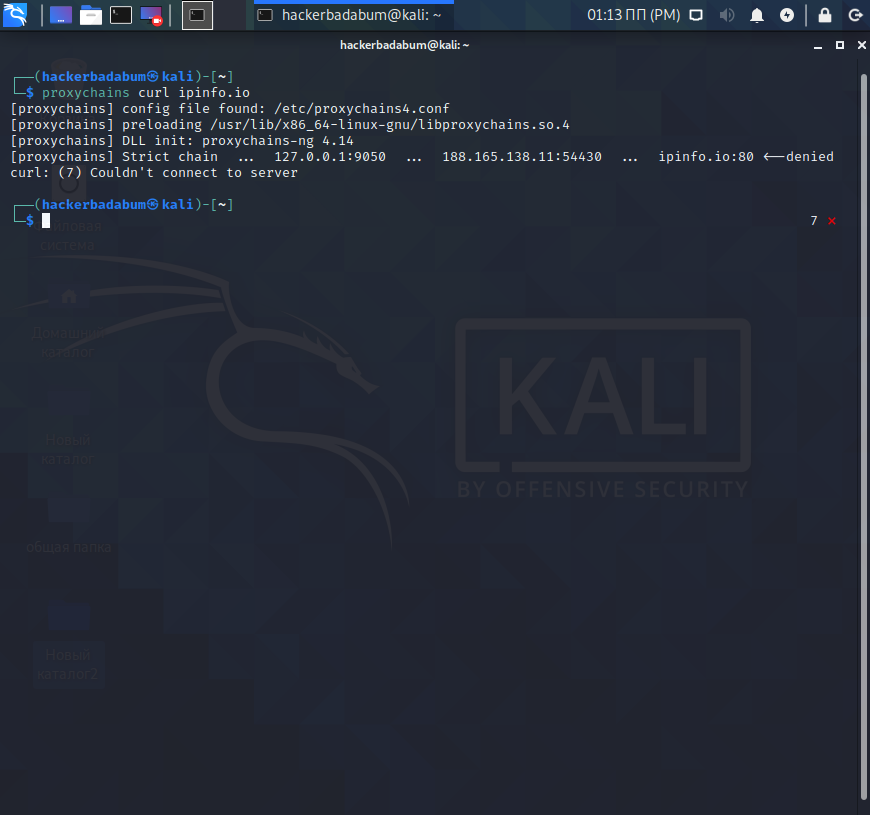 hackerbadabum@kali: ~
01:13 ПП (PM)
hackerbadabum@kali: ~
┌──(hackerbadabum㉿kali)-[~]
└─$ proxychains curl ipinfo.io
[proxychains] config file found: /etc/proxychains4.conf
[proxychains] preloading /usr/lib/x86_64-linux-gnu/libproxychains.so.4
[proxychains] DLL init: proxychains-ng 4.14
[proxychains] Strict chain ... 127.0.0.1:9050 ... 188.165.138.11:54430 ... ipinfo.io:80 <--denied
curl: (7) Couldn't connect to server
┌──(hackerbadabum㉿kali)-[~]
└─$
7 ⨯
система
Домашний
каталог
KALI
BY OFFENSIVE SECURITY
Новый
каталог
общая папка
Новый
каталог2